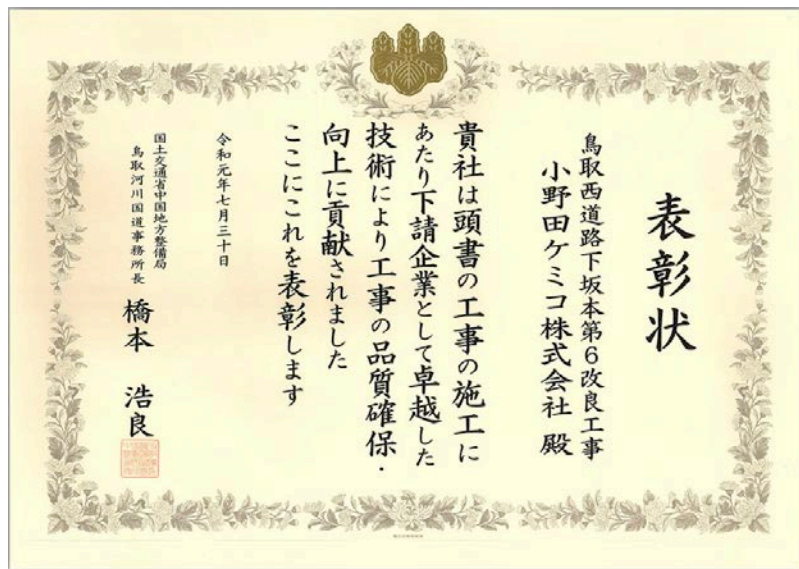 表彰状
鳥取西道路下坂本第6改良工事
小野田ケミコ株式会社 殿
貴社は頭書の工事の施工に
あたり下請企業として卓越した
技術により工事の品質確保・
向上に貢献されました
ここにこれを表彰します
令和元年七月三十日
国土交通省中国地方整備局
鳥取河川国道事務所長 橋本 浩良